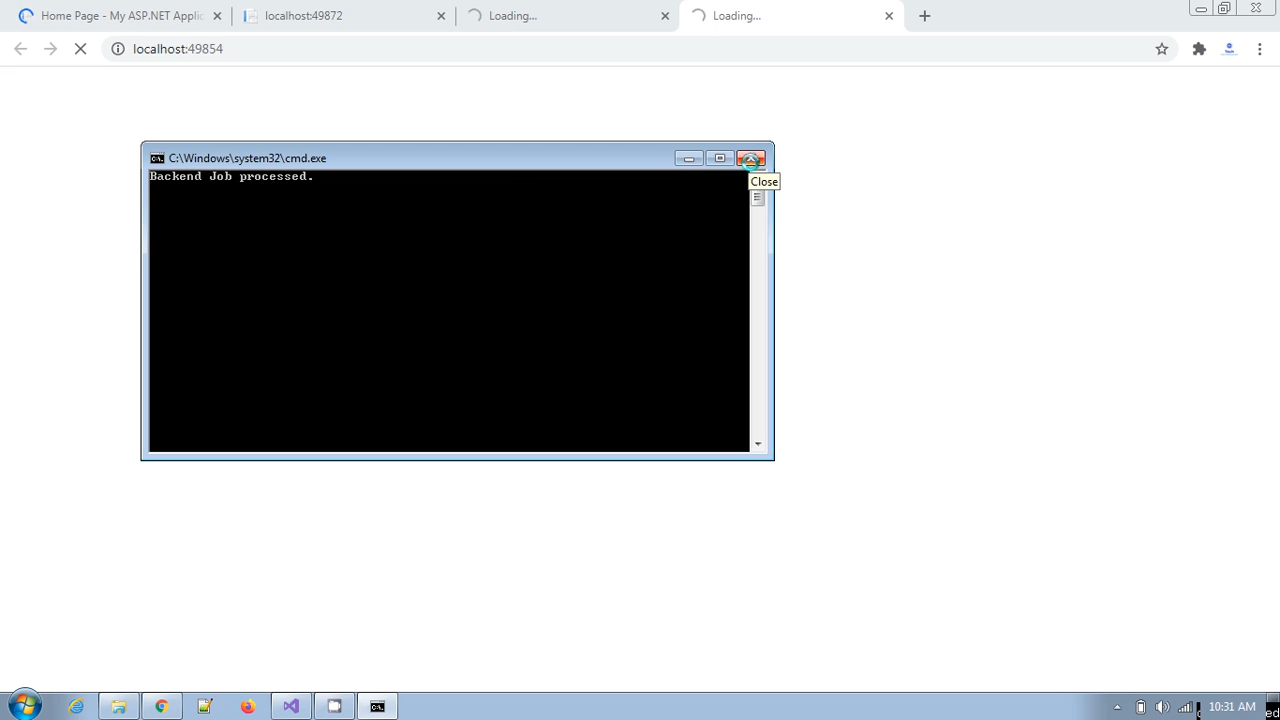 Home Page - My ASP.NET Applic
localhost:49872
Loading...
Loading...
localhost:49854
C:\Windows\system32\cmd.exe
Backend Job processed.
Close
10:31 AM